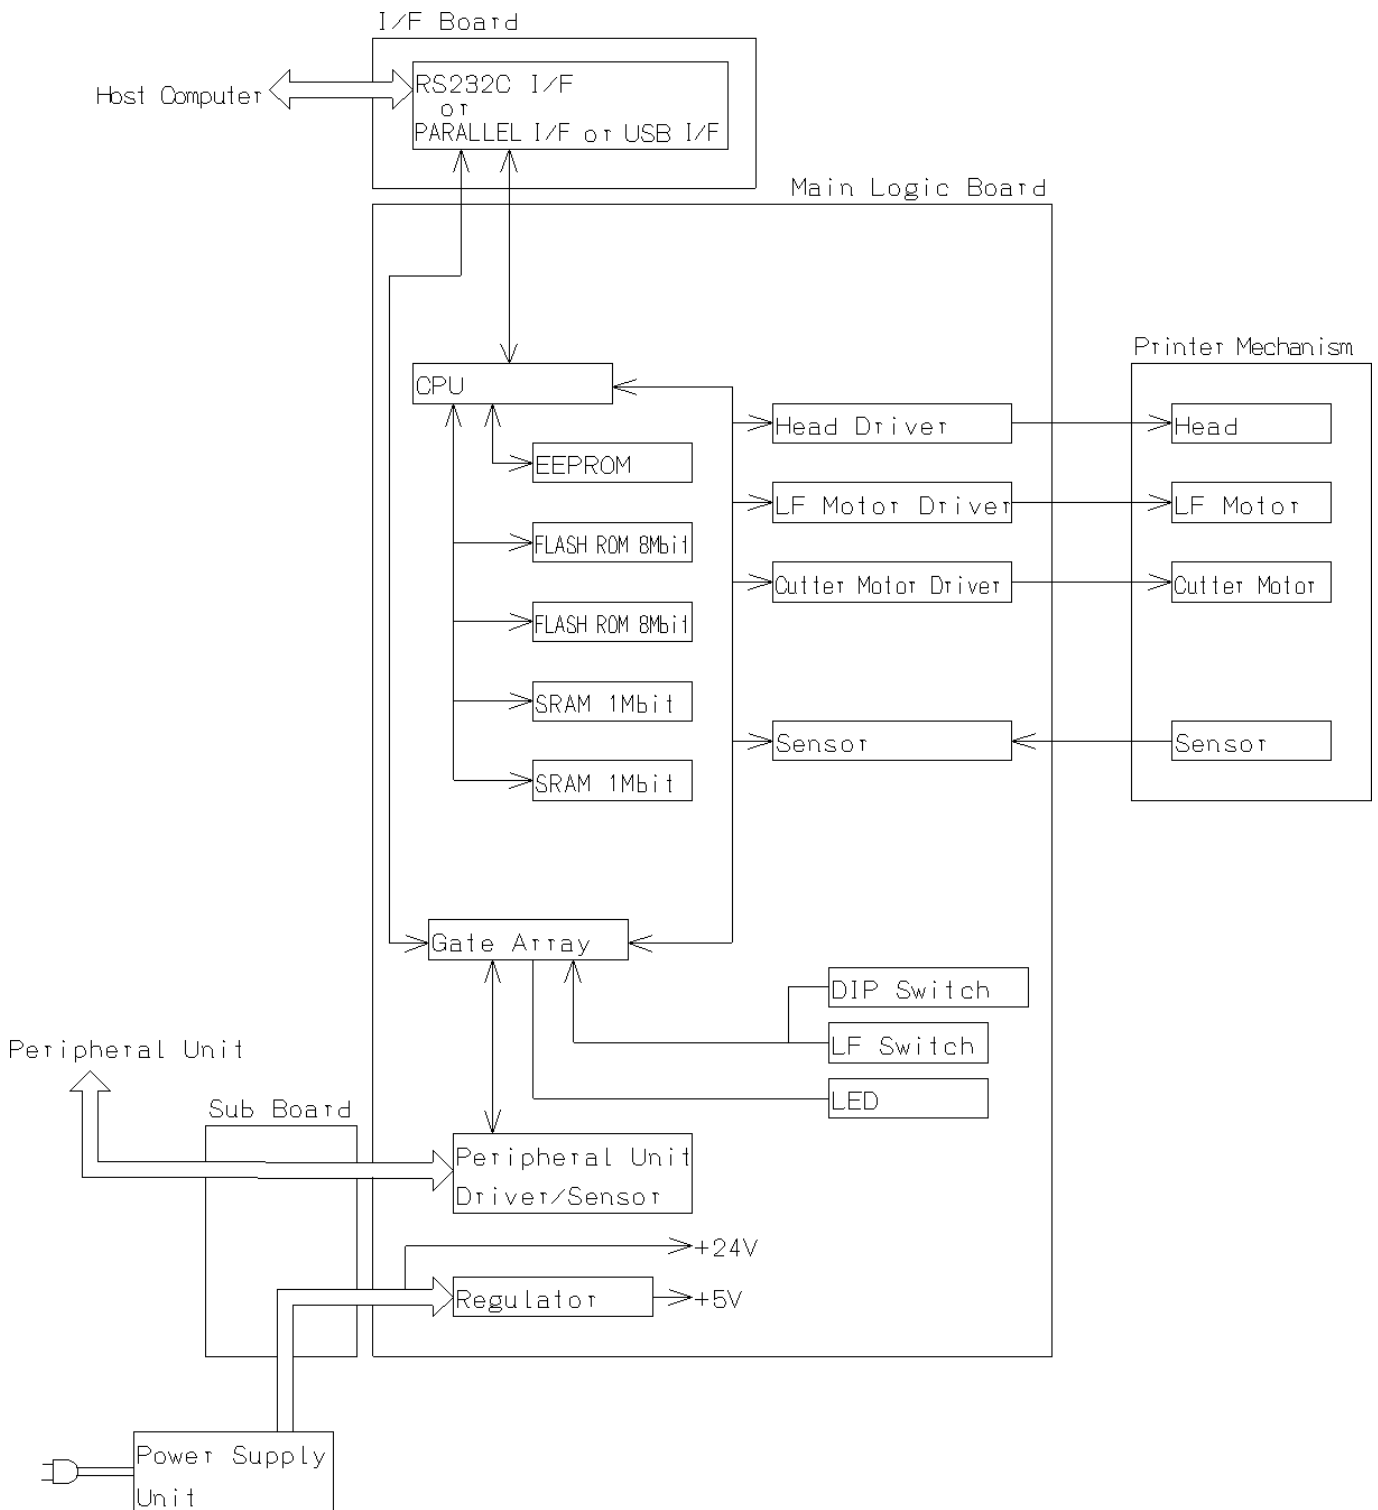 I/F Board
Host Computer
RS232C I/F
or
PARALLEL I/F or USB I/F
Main Logic Board
Printer Mechanism
CPU
Head Driver
Head
EEPROM
LF Motor Driver
LF Motor
FLASH ROM 8Mbit
Cutter Motor Driver
Cutter Motor
FLASH ROM 8Mbit
SRAM 1Mbit
Sensor
Sensor
SRAM 1Mbit
Gate Array
DIP Switch
LF Switch
Peripheral Unit
LED
Sub Board
Peripheral Unit
Driver/Sensor
+24V
Regulator
+5V
Power Supply
Unit